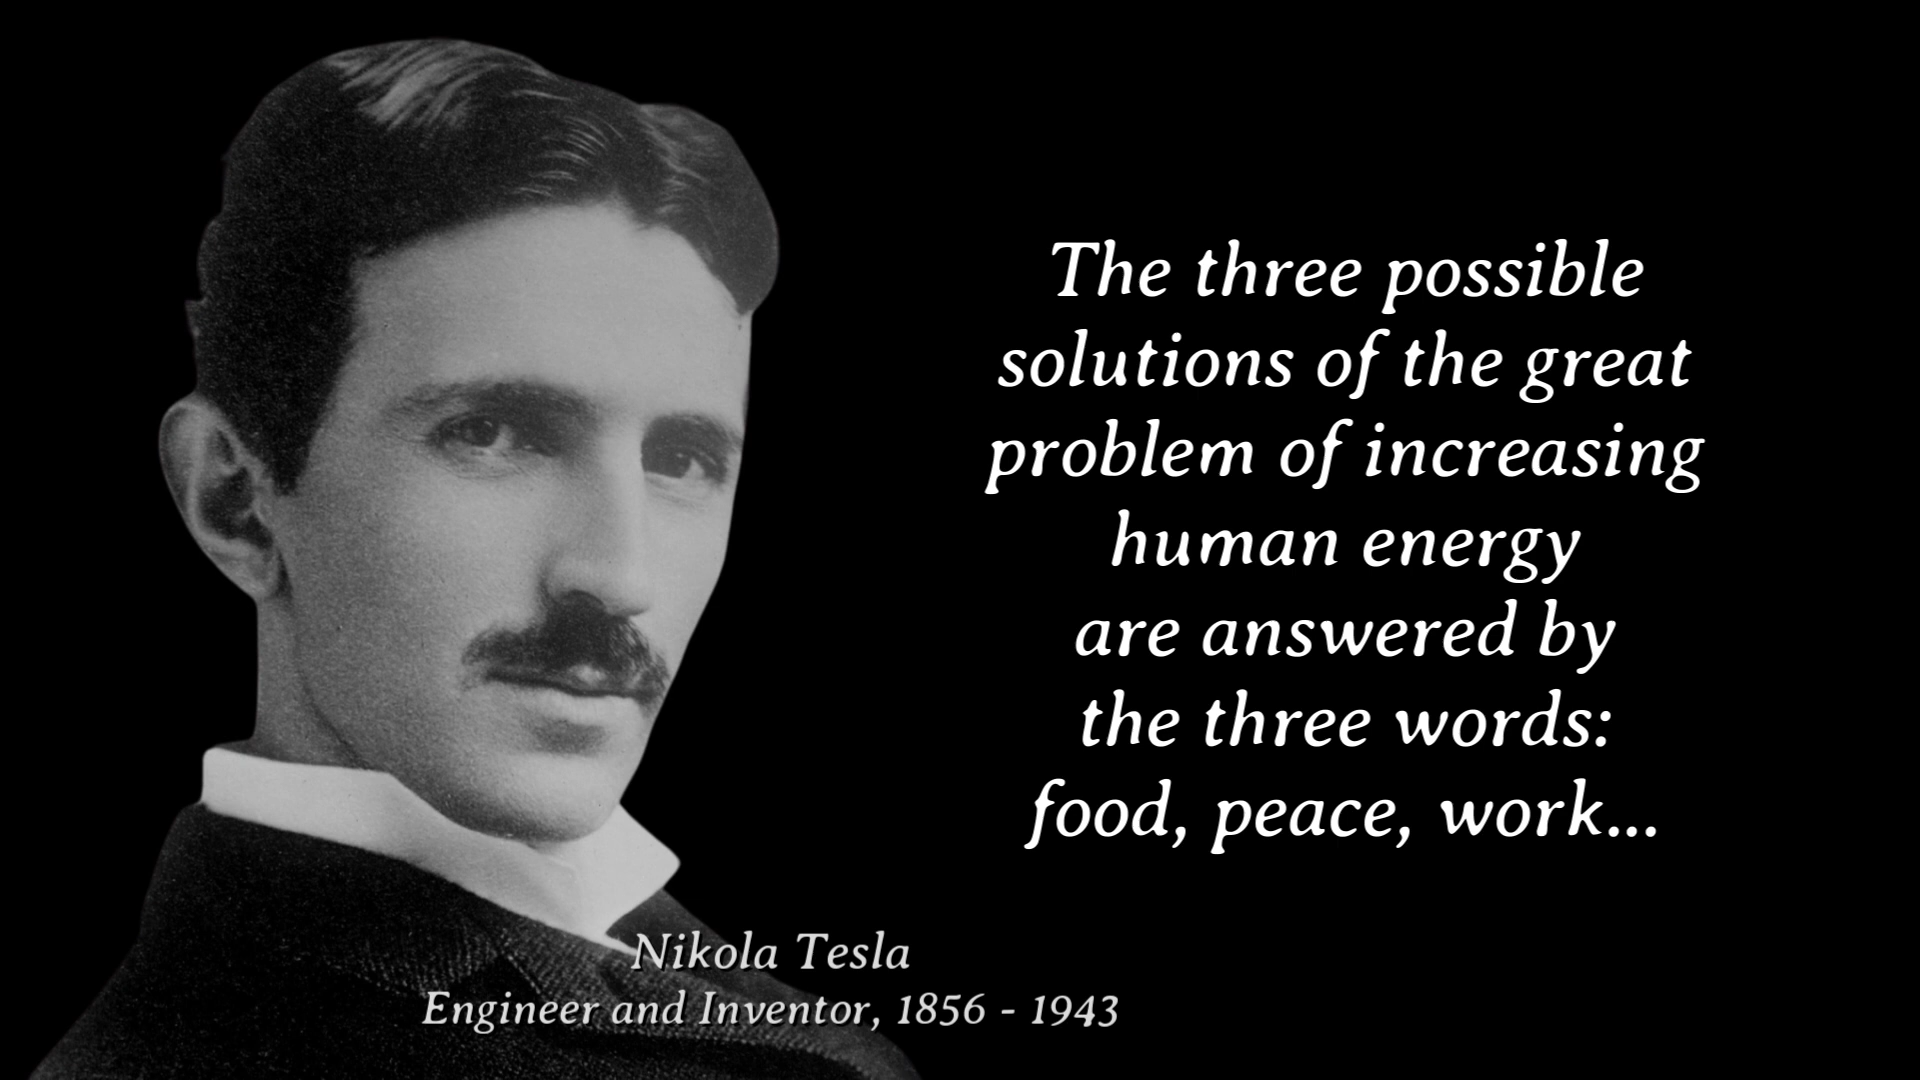 The three possible
solutions of the great
problem of increasing
human energy
are answered by
the three words:
food, peace, work...
Nikola Tesla
Engineer and Inventor, 1856 - 1943